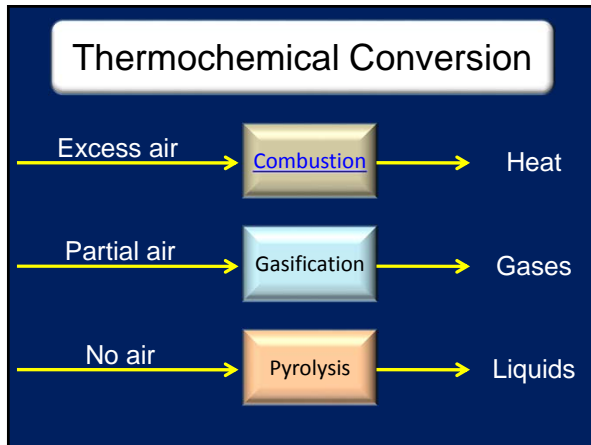 Thermochemical Conversion
Excess air
Combustion
Heat
Partial air
Gasification
Gases
No air
Pyrolysis
Liquids